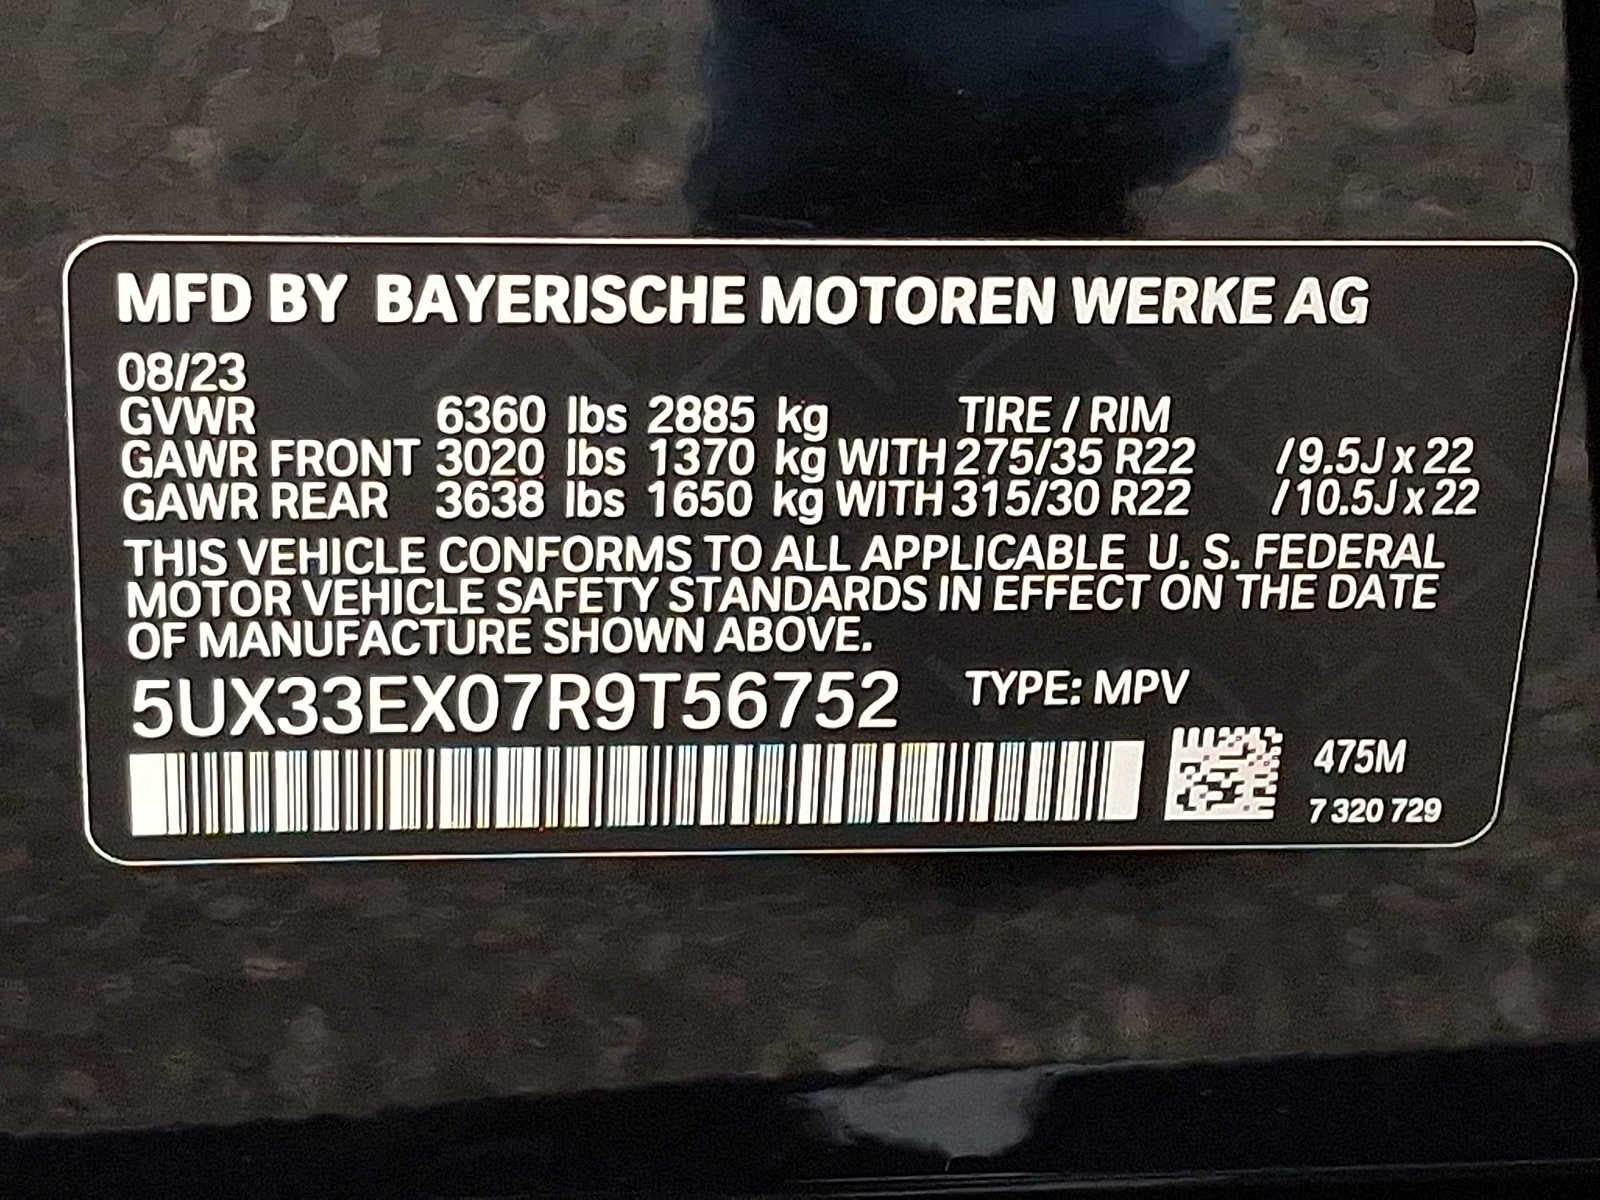 MFD BY BAYERISCHE MOTOREN WERKE AG
08/23
GVWR 6360 lbs 2885 kg TIRE / RIM
GAWR FRONT 3020 lbs 1370 kg WITH 275/35 R22 /9.5J x 22
GAWR REAR 3638 lbs 1650 kg WITH 315/30 R22 /10.5J x 22
THIS VEHICLE CONFORMS TO ALL APPLICABLE U. S. FEDERAL
MOTOR VEHICLE SAFETY STANDARDS IN EFFECT ON THE DATE
OF MANUFACTURE SHOWN ABOVE.
5UX33EX07R9T56752 TYPE: MPV
475M
7 320 729